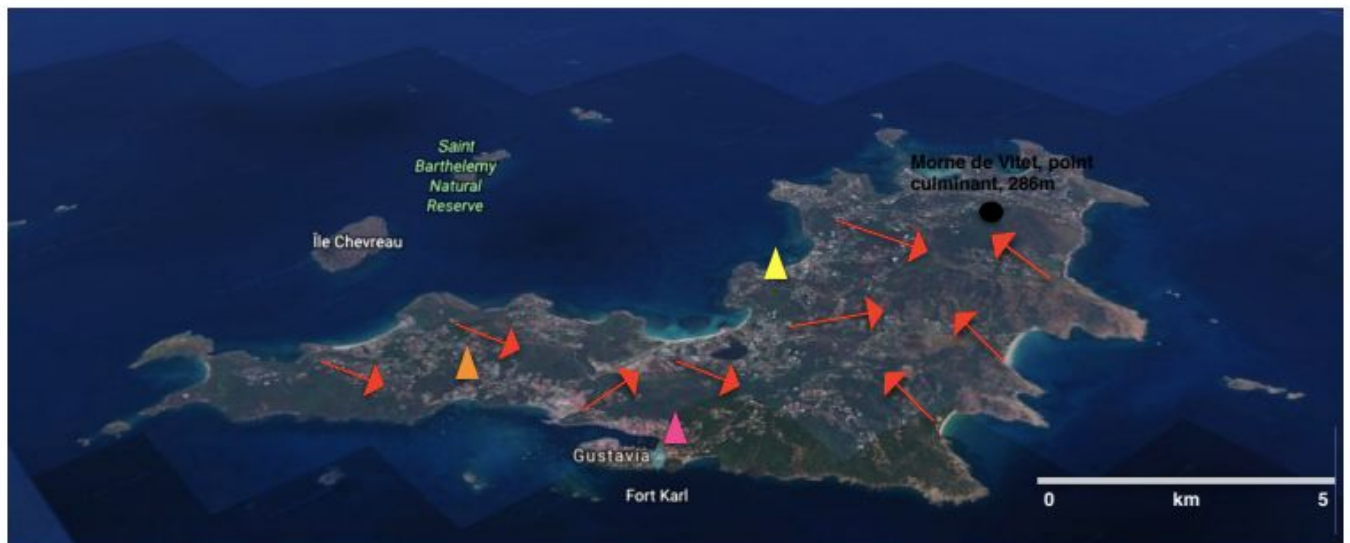 Saint
Barthelemy
Natural
Reserve
Morne de Vitet, point
culminant, 286m
Île Chevreau
Gustavia
Fort Karl
0 km 5